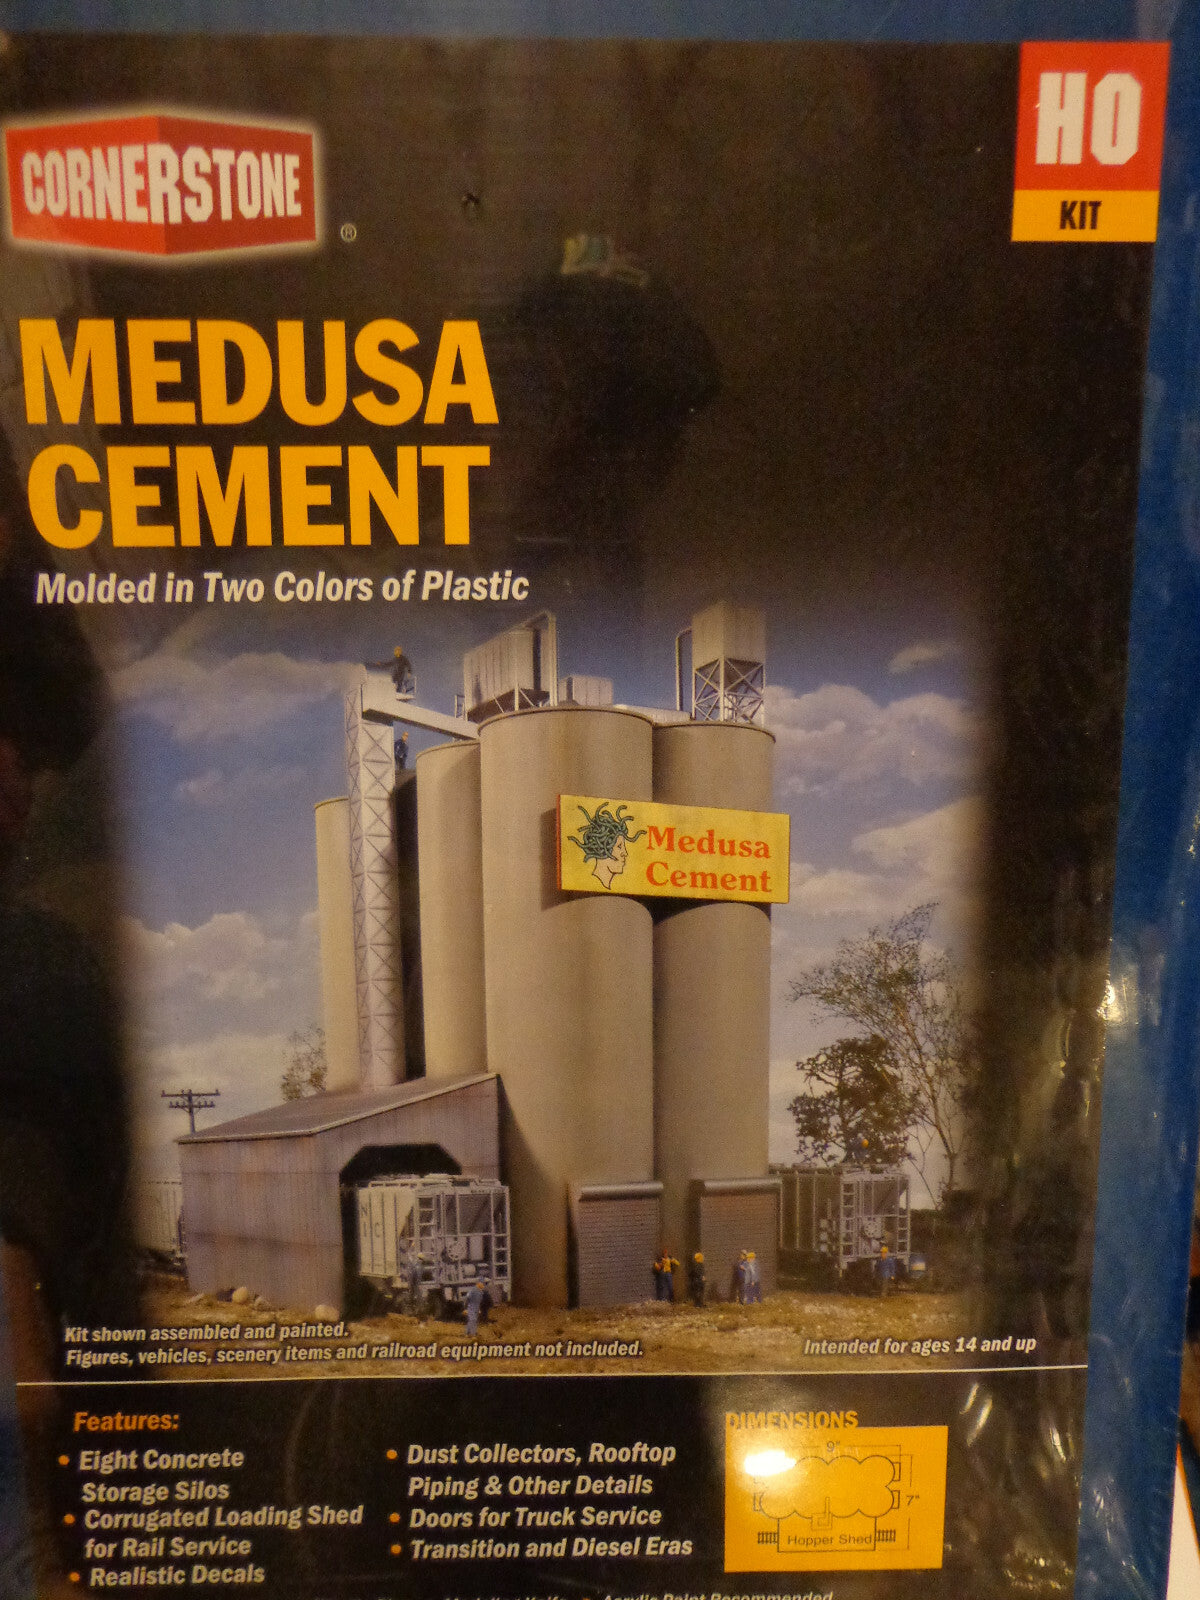 CORNERSTONE
®
HO
KIT
MEDUSA
CEMENT
Molded in Two Colors of Plastic
Medusa
Cement
Kit shown assembled and painted.
Figures, vehicles, scenery items and railroad equipment not included.
Intended for ages 14 and up
Features:
• Eight Concrete
Storage Silos
• Corrugated Loading Shed
for Rail Service
• Realistic Decals
• Dust Collectors, Rooftop
Piping & Other Details
• Doors for Truck Service
• Transition and Diesel Eras
DIMENSIONS
9"
7"
Hopper Shed
Acrylic Paint Recommended